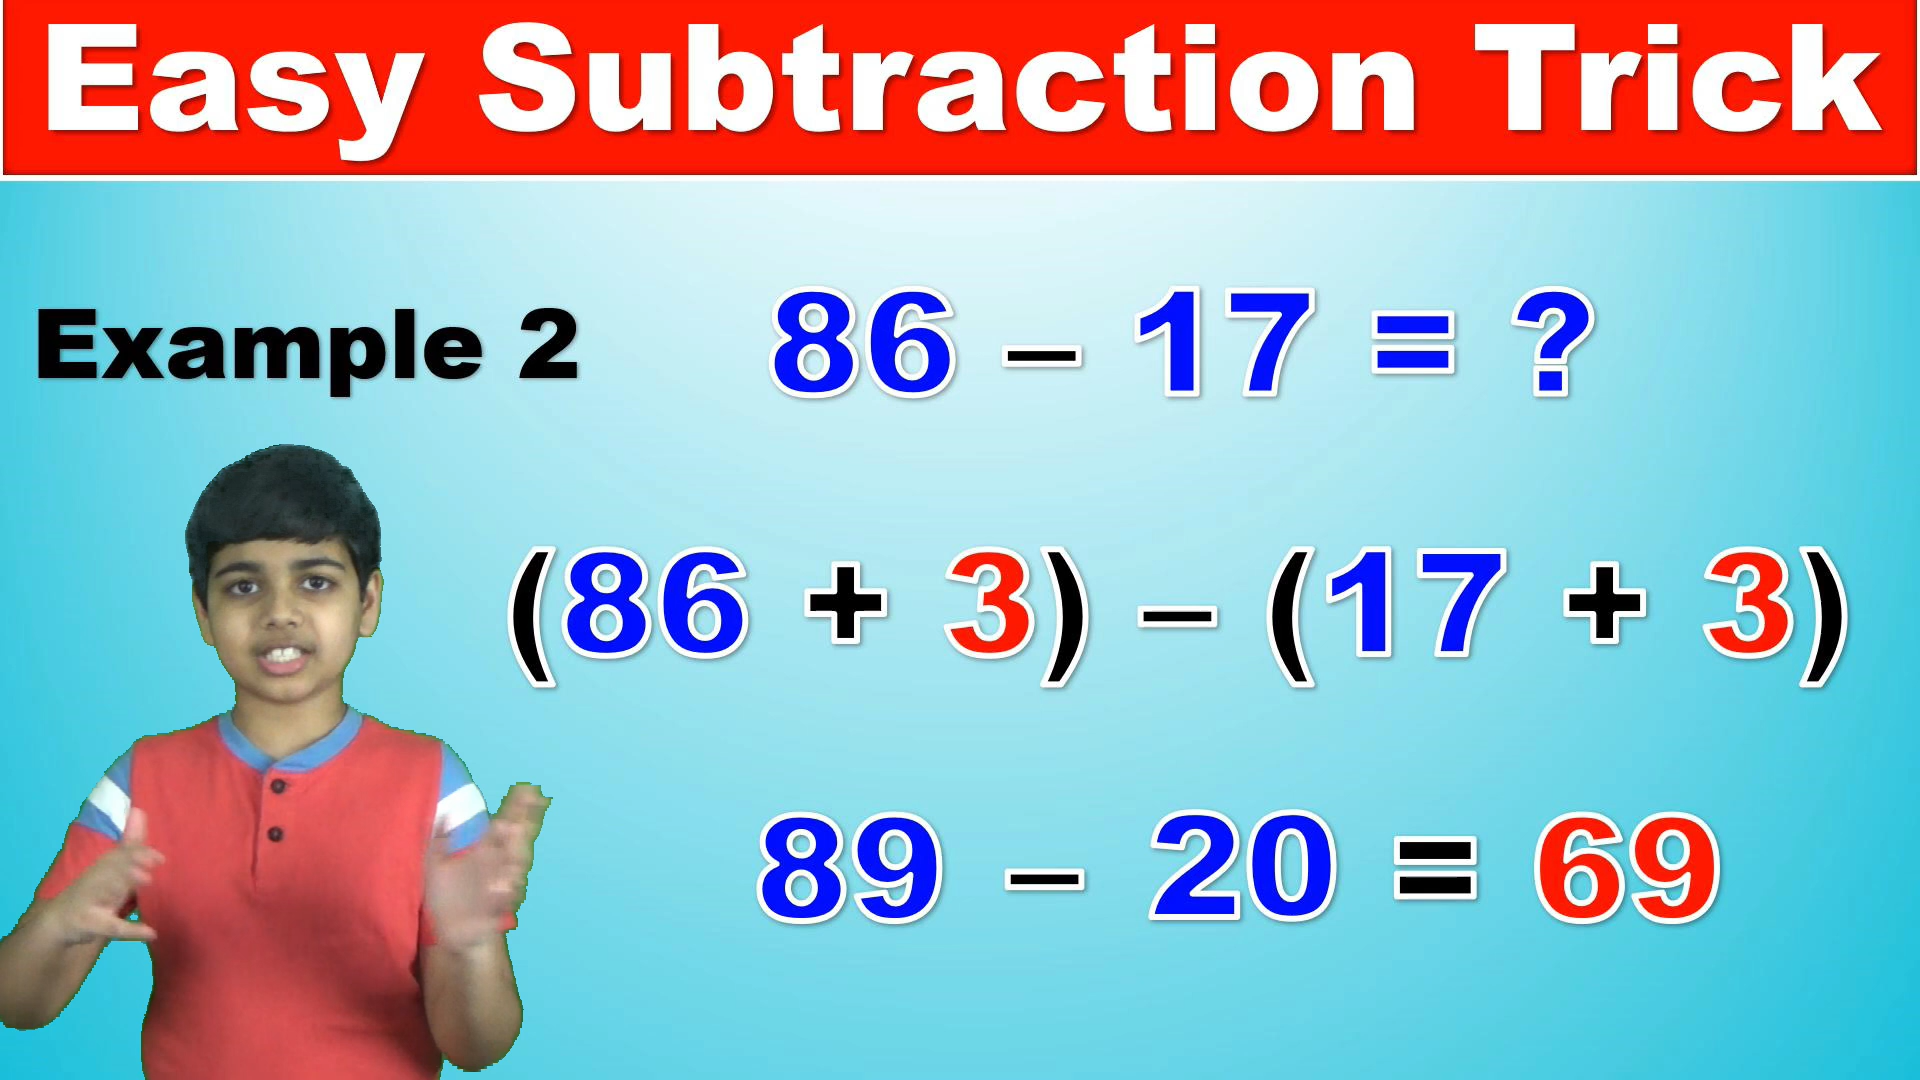 Easy Subtraction Trick
Example 2
86 – 17 = ?
(86 + 3) – (17 + 3)
89 – 20 = 69